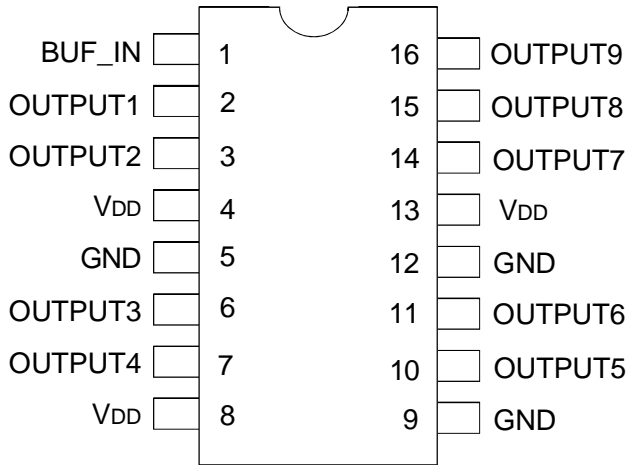 BUF_IN 1 16 OUTPUT9
OUTPUT1 2 15 OUTPUT8
OUTPUT2 3 14 OUTPUT7
VDD 4 13 VDD
GND 5 12 GND
OUTPUT3 6 11 OUTPUT6
OUTPUT4 7 10 OUTPUT5
VDD 8 9 GND